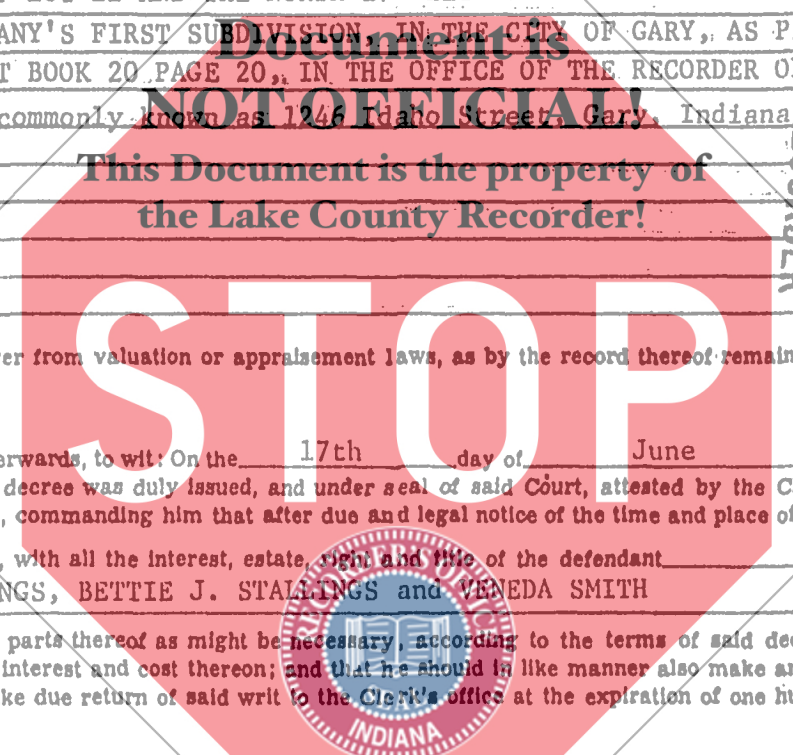 ANY'S FIRST SUBDIVISION, IN THE CITY OF GARY, AS P
Document is
T BOOK 20 PAGE 20, IN THE OFFICE OF THE RECORDER O
NOT OFFICIAL!
commonly known as 1246 Idaho Street, Gary, Indiana
This Document is the property of
the Lake County Recorder!
STOP
er from valuation or appraisement laws, as by the record thereof remain
erwards, to wit: On the 17th day of June
decree was duly issued, and under seal of said Court, attested by the C
, commanding him that after due and legal notice of the time and place of
, with all the interest, estate, right and title of the defendant
NGS, BETTIE J. STALLINGS and VENEDA SMITH
parts thereof as might be necessary, according to the terms of said dec
interest and cost thereon; and that he should in like manner also make an
ke due return of said writ to the Clerk's office at the expiration of one hu
RECORDER'S OFFICE
INDIANA